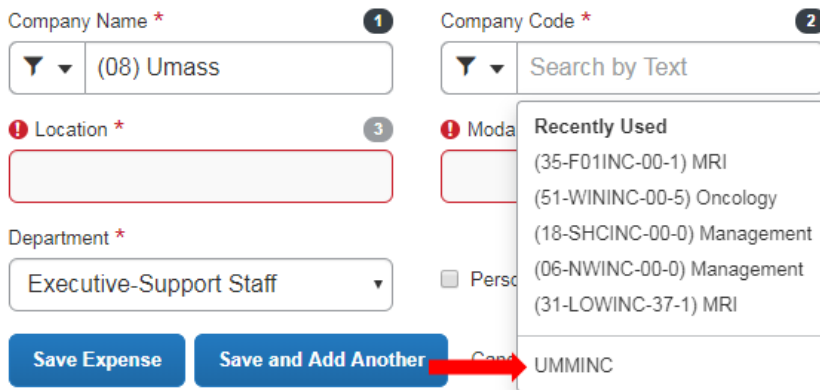 Company Name * 1
Company Code * 2
(08) Umass
Search by Text
Location * 3
Moda
Recently Used
(35-F01INC-00-1) MRI
(51-WININC-00-5) Oncology
(18-SHCINC-00-0) Management
(06-NWINC-00-0) Management
(31-LOWINC-37-1) MRI
UMMINC
Department *
Executive-Support Staff
Perso
Save Expense
Save and Add Another